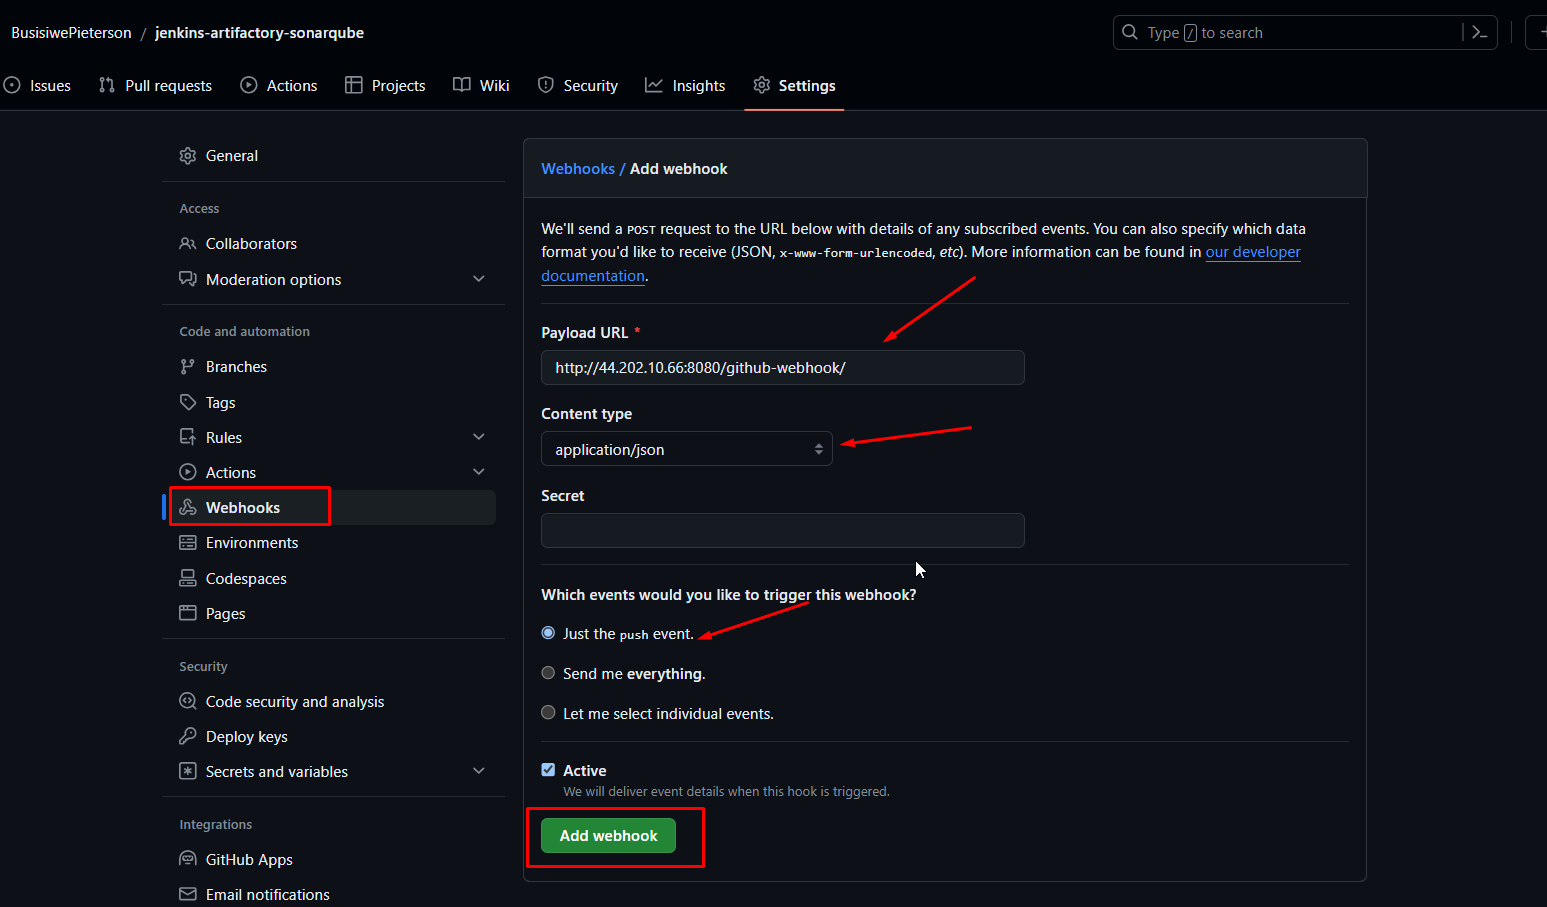 BusisiwePieterson / jenkins-artifactory-sonarqube
Type / to search
Issues
Pull requests
Actions
Projects
Wiki
Security
Insights
Settings
General
Access
Collaborators
Moderation options
Code and automation
Branches
Tags
Rules
Actions
Webhooks
Environments
Codespaces
Pages
Security
Code security and analysis
Deploy keys
Secrets and variables
Integrations
GitHub Apps
Email notifications
Webhooks / Add webhook
We'll send a POST request to the URL below with details of any subscribed events. You can also specify which data
format you'd like to receive (JSON, x-www-form-urlencoded, etc). More information can be found in our developer
documentation.
Payload URL *
http://44.202.10.66:8080/github-webhook/
Content type
application/json
Secret
Which events would you like to trigger this webhook?
Just the push event.
Send me everything.
Let me select individual events.
Active
We will deliver event details when this hook is triggered.
Add webhook